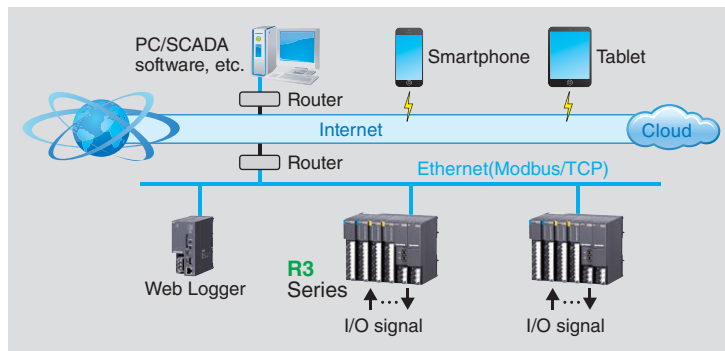 PC/SCADA
software, etc.
Smartphone
Tablet
Router
Internet
Cloud
Router
Ethernet(Modbus/TCP)
Web Logger
R3
Series
I/O signal
I/O signal